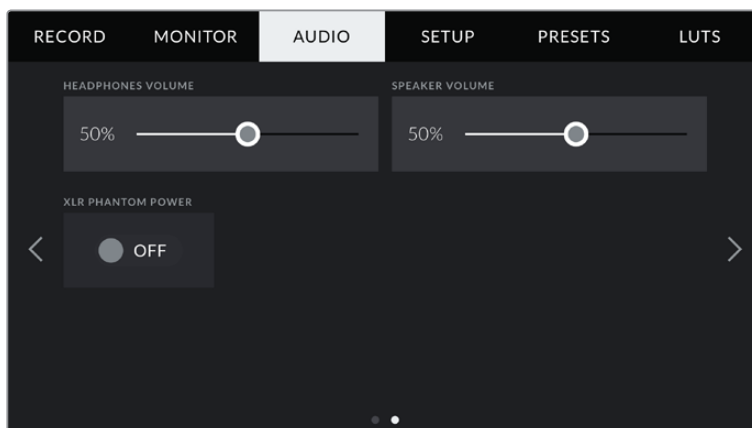 RECORD MONITOR AUDIO SETUP PRESETS LUTS
HEADPHONES VOLUME SPEAKER VOLUME
50% 50%
XLR PHANTOM POWER
OFF